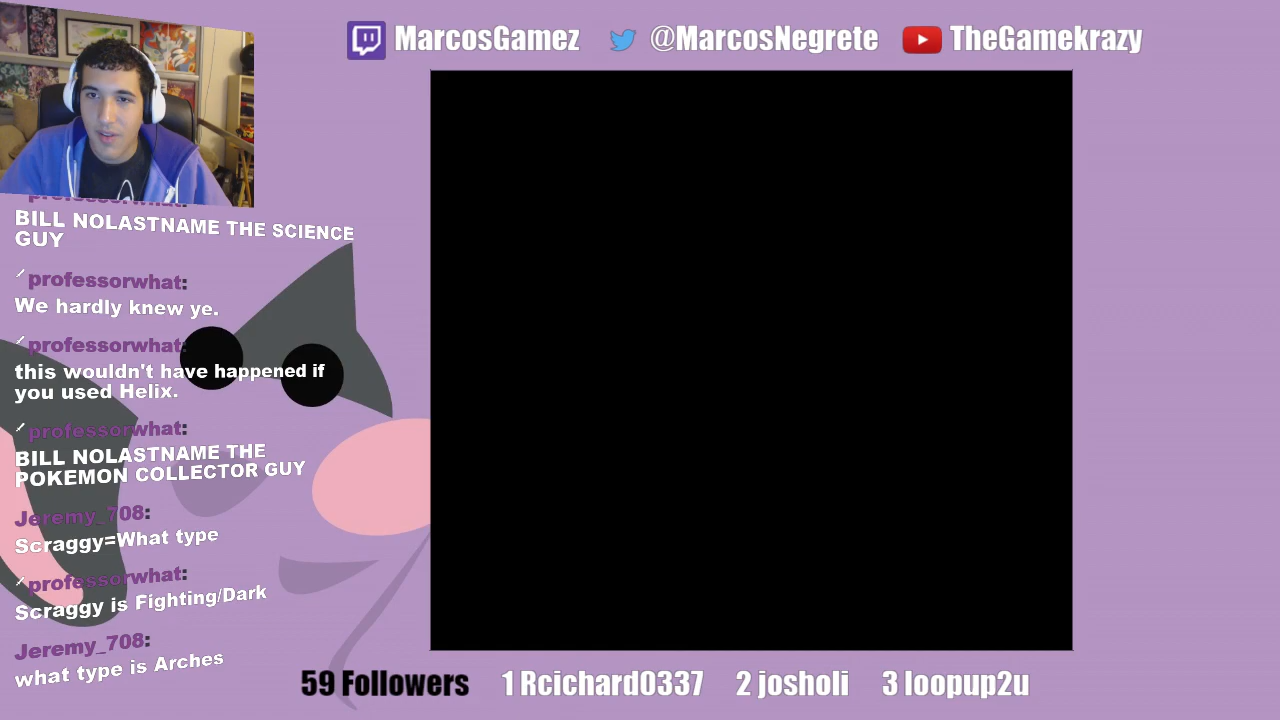 MarcosGamez @MarcosNegrete TheGamekrazy
professorwhat:
BILL NOLASTNAME THE SCIENCE
GUY
professorwhat:
We hardly knew ye.
professorwhat:
this wouldn't have happened if
you used Helix.
professorwhat:
BILL NOLASTNAME THE
POKEMON COLLECTOR GUY
Jeremy_708:
Scraggy=What type
professorwhat:
Scraggy is Fighting/Dark
Jeremy_708:
what type is Arches
59 Followers 1 Rcichard0337 2 josholi 3 loopup2u